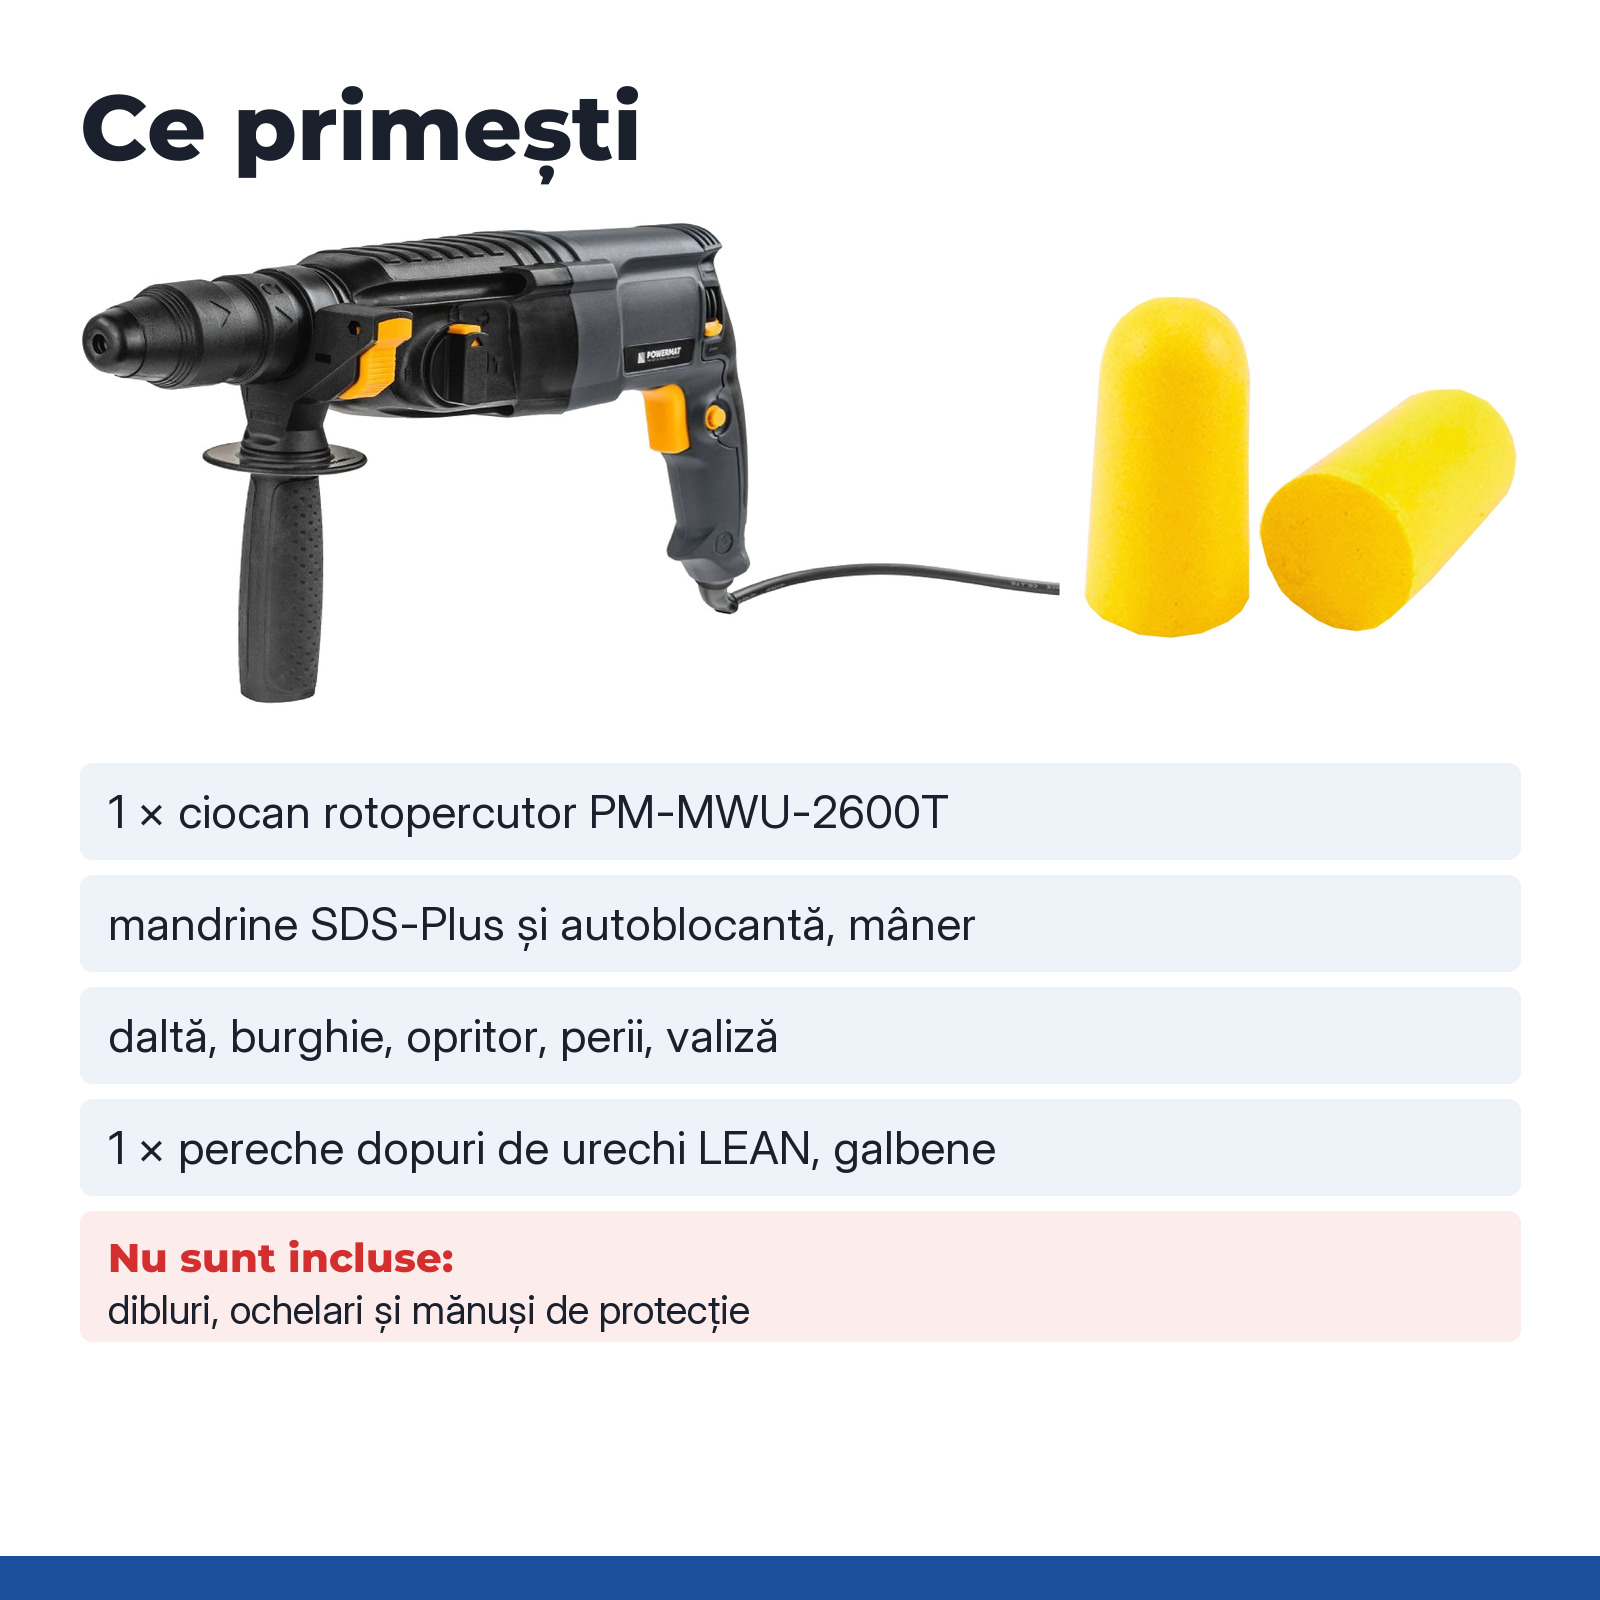 Ce primești
POWERMAT
1 × ciocan rotopercutor PM-MWU-2600T
mandrine SDS-Plus și autoblocantă, mâner
daltă, burghie, opritor, perii, valiză
1 × pereche dopuri de urechi LEAN, galbene
Nu sunt incluse:
dibluri, ochelari și mănuși de protecție